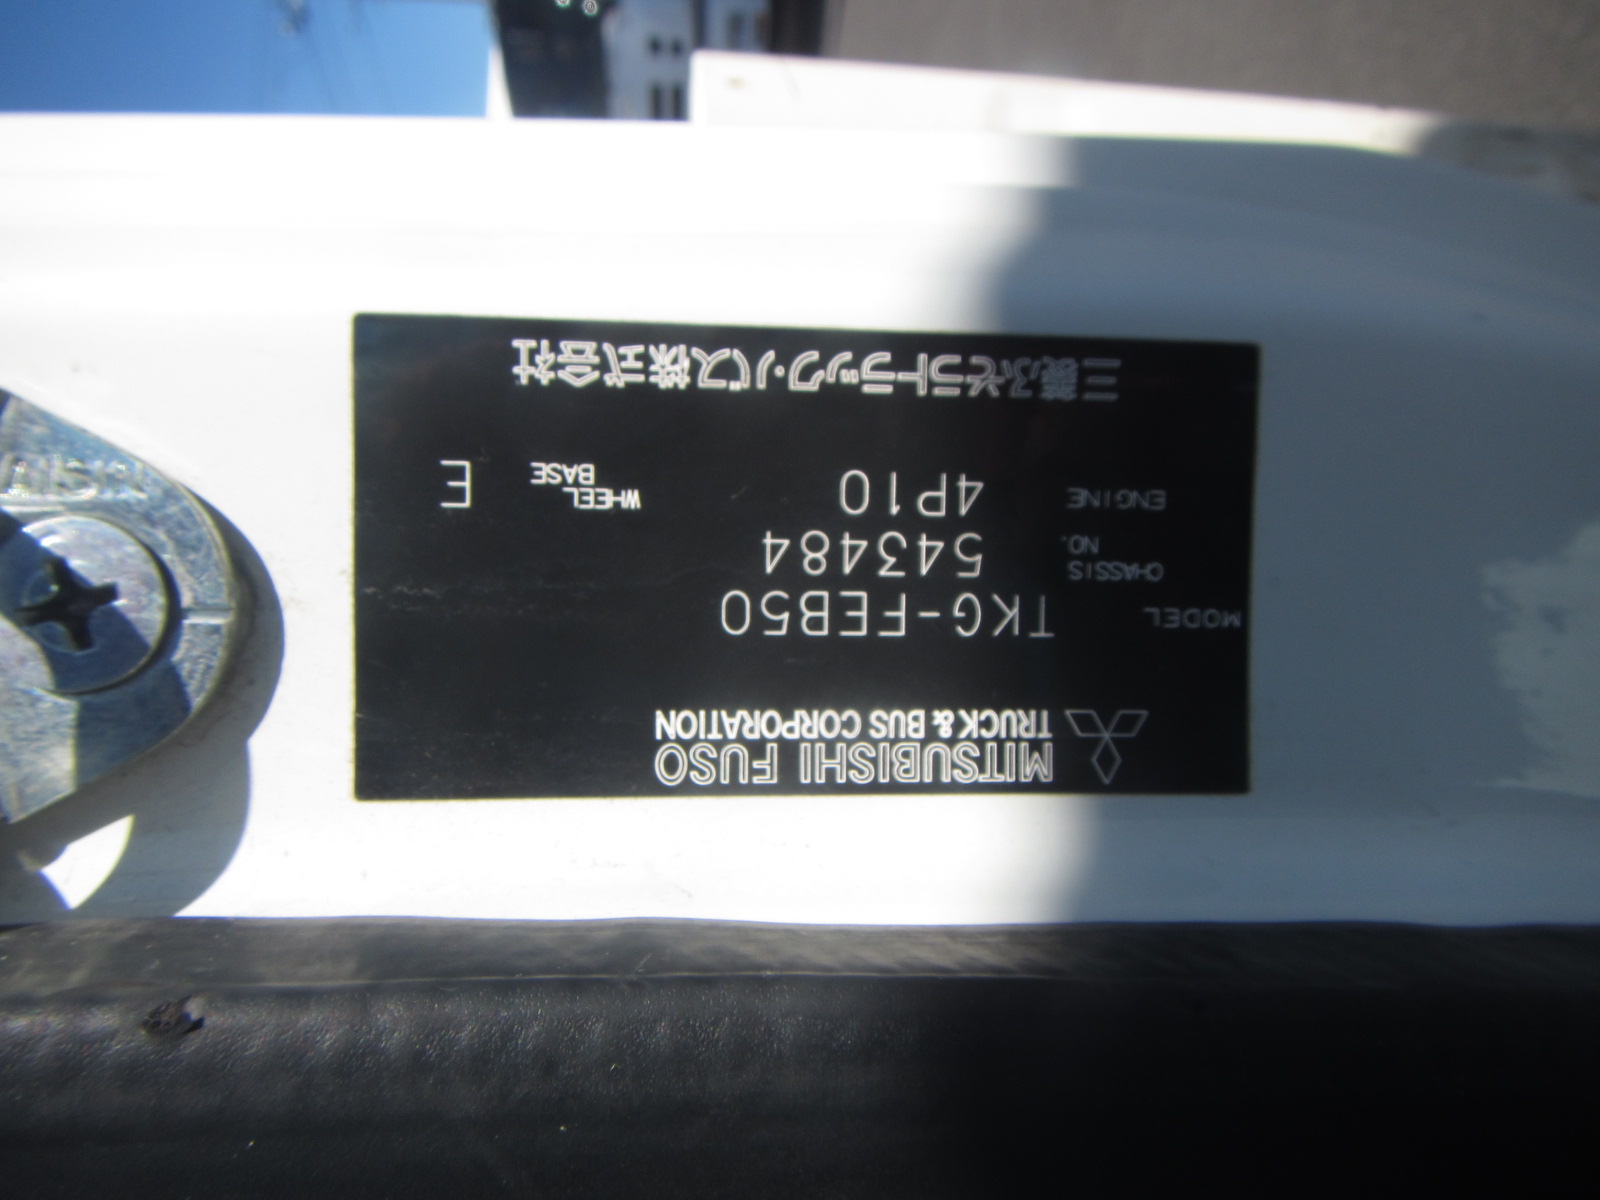 MITSUBISHI FUSO
TRUCK & BUS CORPORATION
MODEL TKG-FEB50
CHASSIS NO. 543484
ENGINE 4P10 WHEEL BASE E
三菱ふそうトラック・バス株式会社